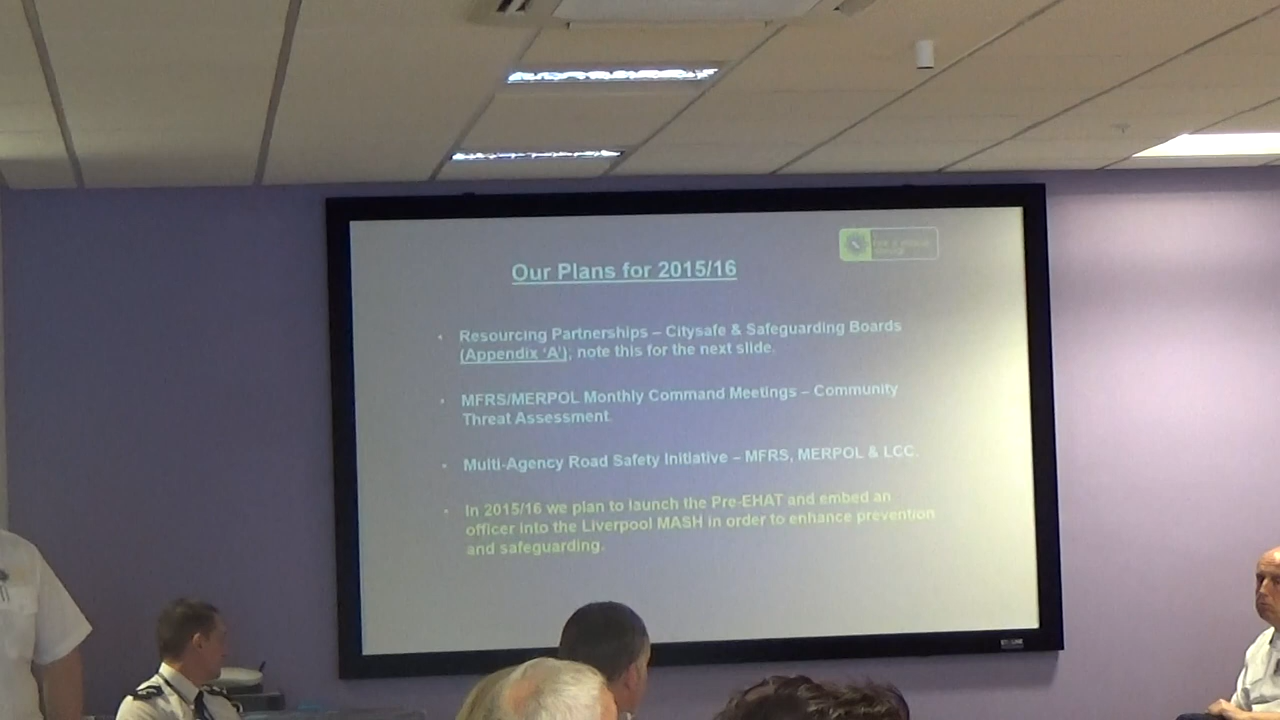 Our Plans for 2015/16
• Resourcing Partnerships – Citysafe & Safeguarding Boards
(Appendix ‘A’); note this for the next slide.
• MFRS/MERPOL Monthly Command Meetings – Community
Threat Assessment.
• Multi-Agency Road Safety Initiative – MFRS, MERPOL & LCC.
• In 2015/16 we plan to launch the Pre-EHAT and embed an
officer into the Liverpool MASH in order to enhance prevention
and safeguarding.